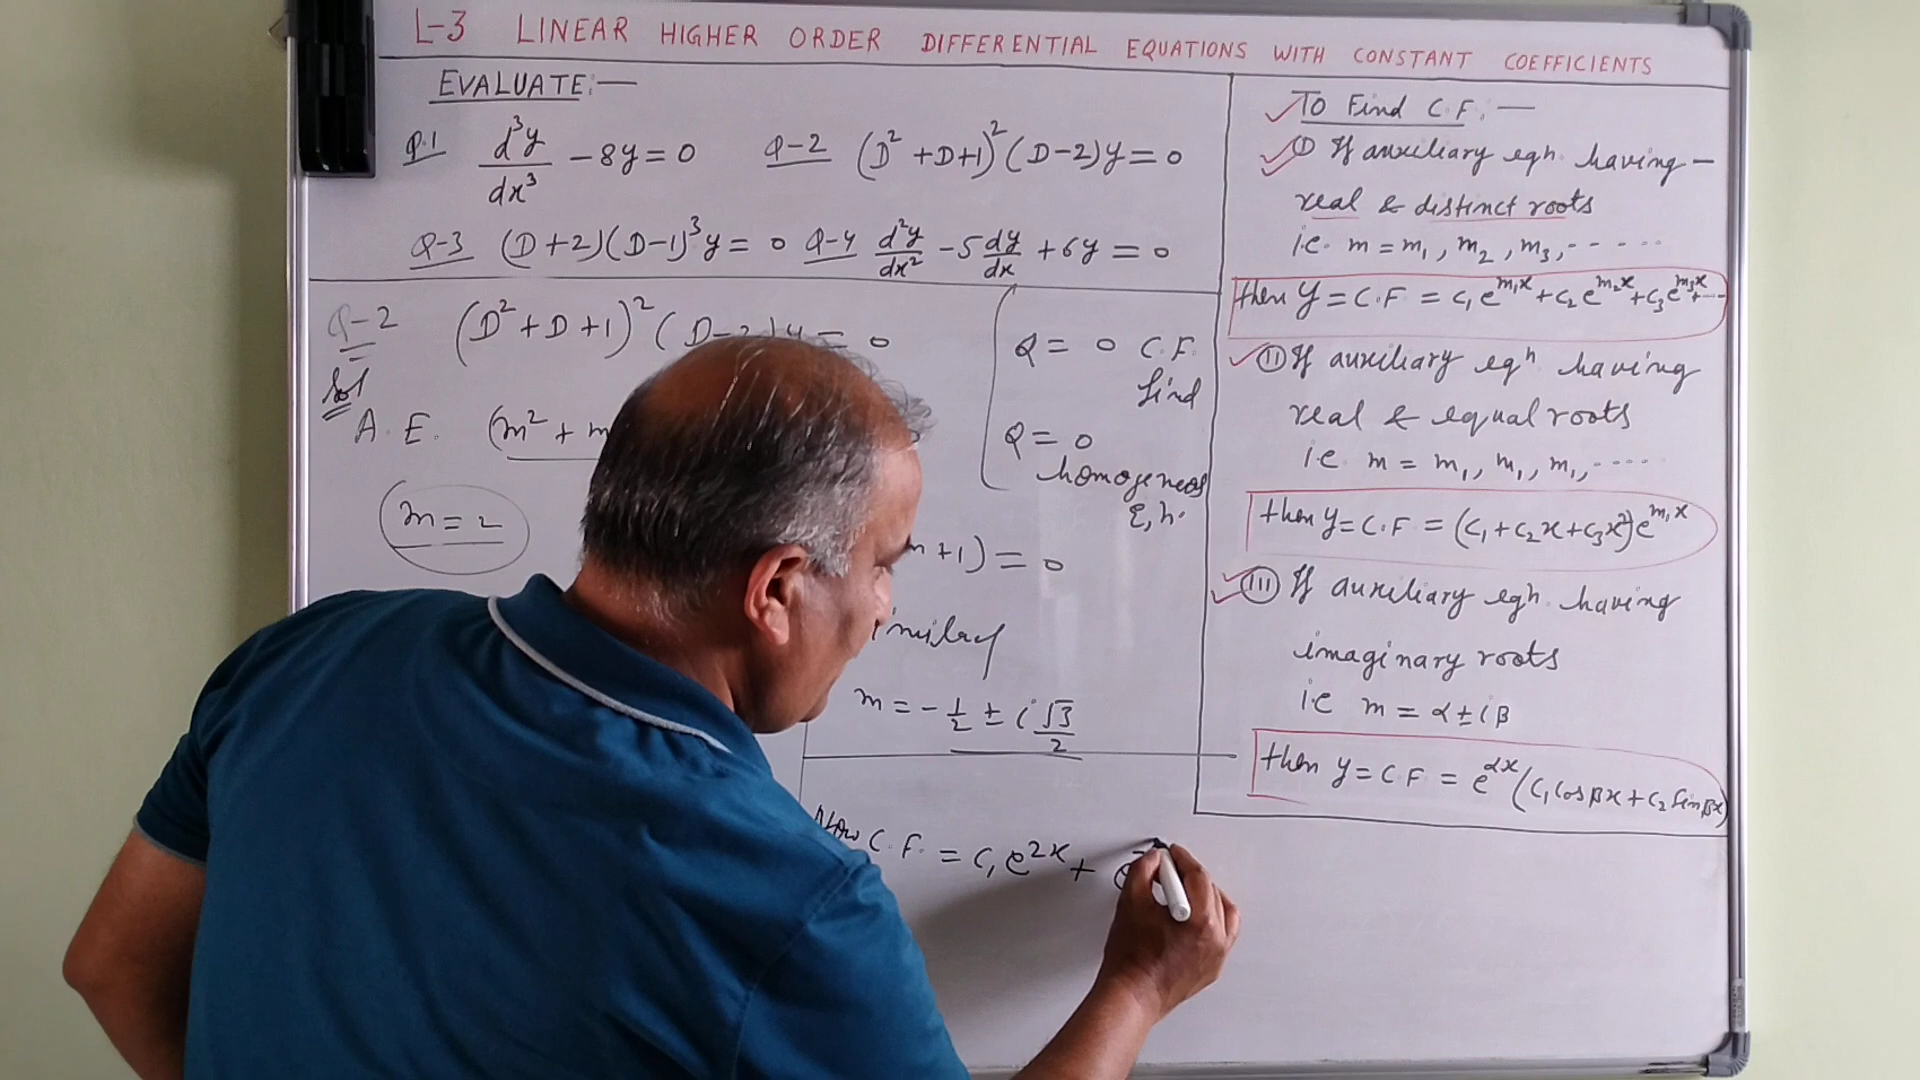 L-3 LINEAR HIGHER ORDER DIFFERENTIAL EQUATIONS WITH CONSTANT COEFFICIENTS
EVALUATE:—
Q.1 d³y/dx³ - 8y = 0 Q-2 (D² + D + 1)² (D - 2) y = 0
Q-3 (D + 2)(D - 1)³ y = 0 Q-4 d²y/dx² - 5 dy/dx + 6y = 0
Q-2 (D² + D + 1)² (D - 2) y = 0
Sol
A. E. (m² + m
m = 2
m + 1) = 0
m = - 1/2 ± i √3/2
Now C. F. = C₁ e^2x + e^-
Q = 0 C.F.
find
Q = 0
homogeneous
E,n.
To Find C.F.:—
(I) If auxiliary eqn. having —
real & distinct roots
i.e. m = m₁, m₂, m₃, ------
then y = C.F = c₁ e^m₁x + c₂ e^m₂x + c₃ e^m₃x + ---
(II) If auxiliary eqn having
real & equal roots
i.e m = m₁, m₁, m₁, ----
then y = C.F = (c₁ + c₂x + c₃x²) e^m₁x
(III) If auxiliary eqn. having
imaginary roots
i.e m = α ± iβ
then y = C.F = e^αx (C₁ Cos βx + C₂ Sin βx)